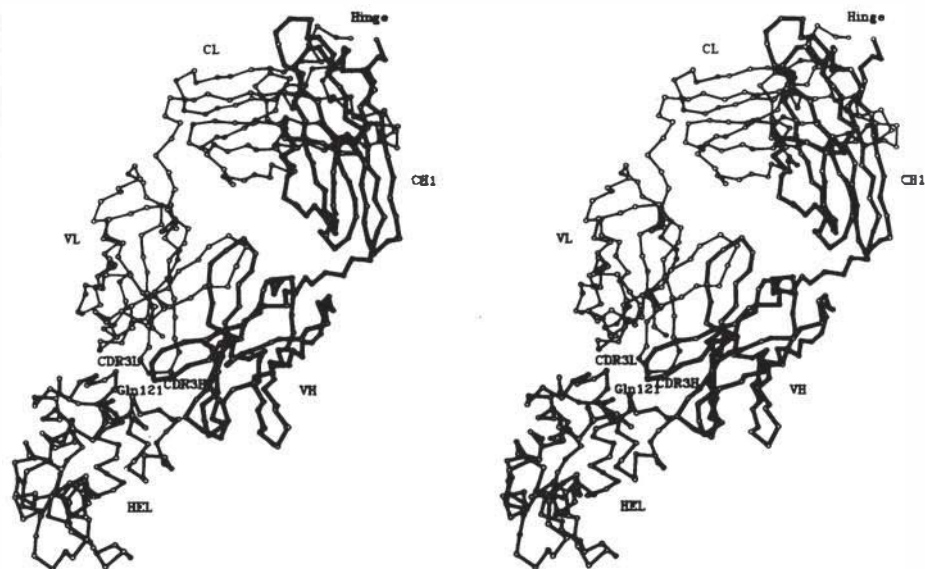 Hinge
CL
CH1
VL
CDR3L
Gln121
CDR3H
VH
HEL
Hinge
CL
CH1
VL
CDR3L
Gln121
CDR3H
VH
HEL